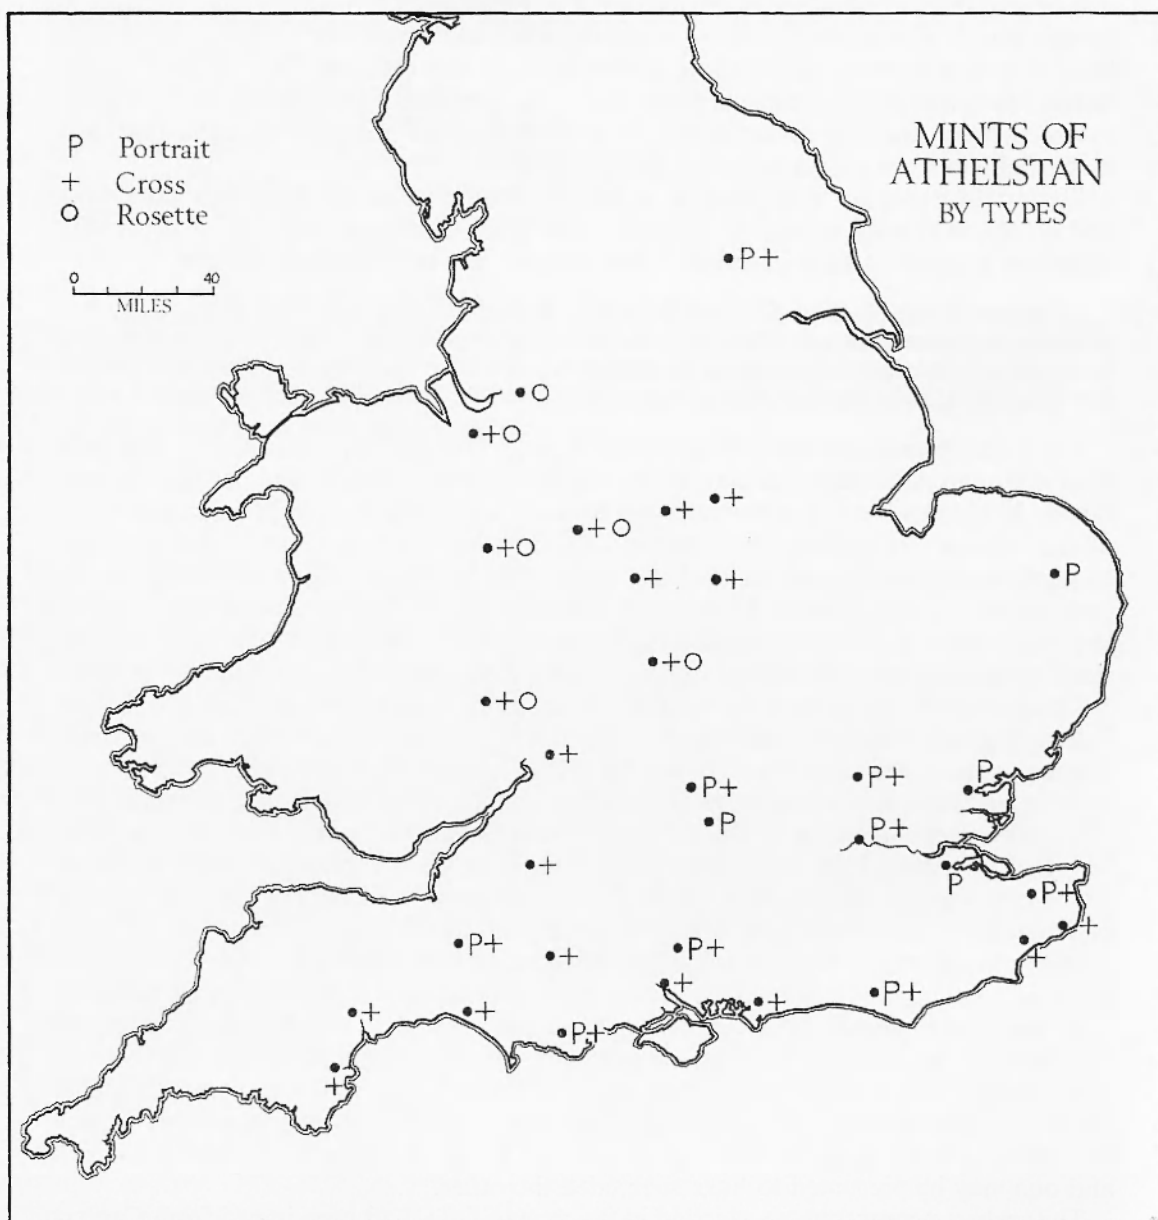 MINTS OF
ATHELSTAN
BY TYPES
P Portrait
+ Cross
O Rosette
0 40
MILES
P+
O
+O
+
+
+O
+O
+
+
P
+O
+O
+
P+
P+
P
P
P+
+
P
P+
+
P+
P+
+
+
+
P+
+
+
+
P+
+